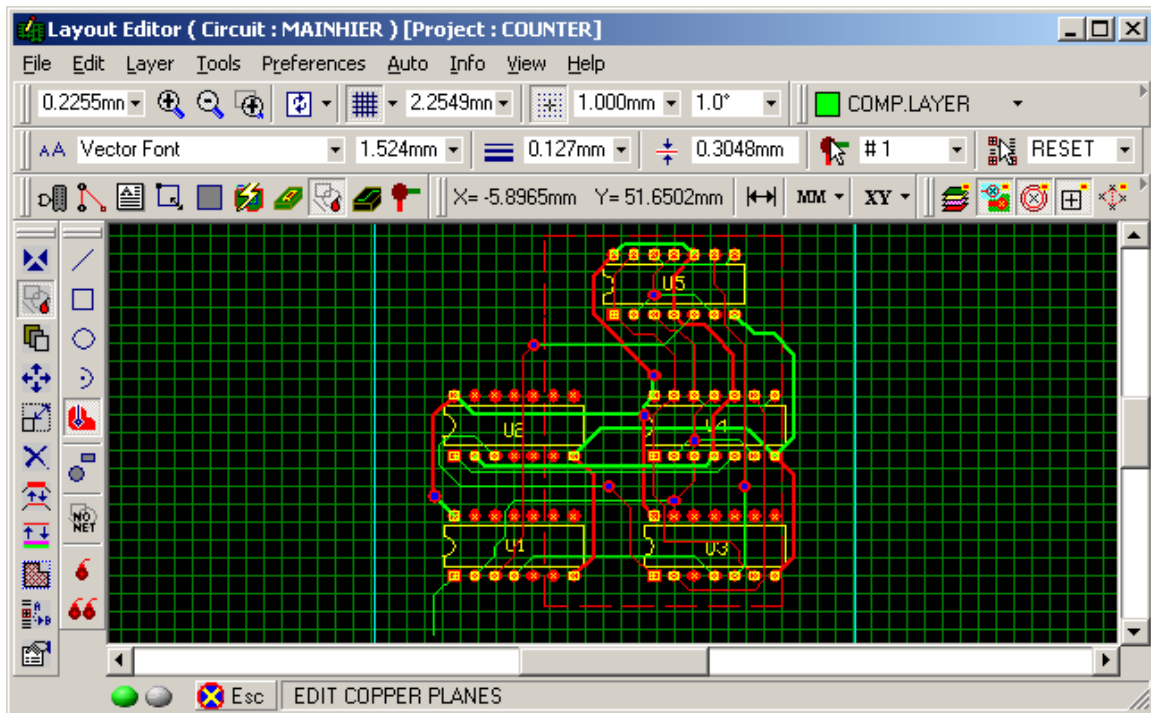 Layout Editor ( Circuit : MAINHIER ) [Project : COUNTER]
File Edit Layer Tools Preferences Auto Info View Help
0.2255mm 2.2549mm 1.000mm 1.0° COMP.LAYER
AA Vector Font 1.524mm 0.127mm 0.3048mm #1 RESET
X= -5.8965mm Y= 51.6502mm MM XY
U5
U2 U4
NO
NET
U1 U3
A
B
Esc EDIT COPPER PLANES